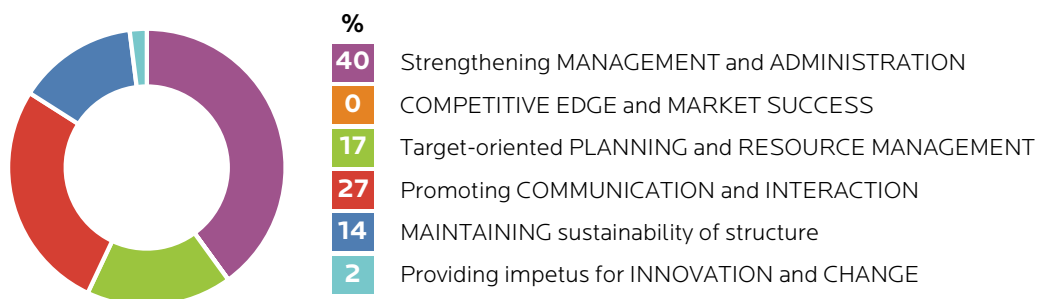 %
40 Strengthening MANAGEMENT and ADMINISTRATION
0 COMPETITIVE EDGE and MARKET SUCCESS
17 Target-oriented PLANNING and RESOURCE MANAGEMENT
27 Promoting COMMUNICATION and INTERACTION
14 MAINTAINING sustainability of structure
2 Providing impetus for INNOVATION and CHANGE